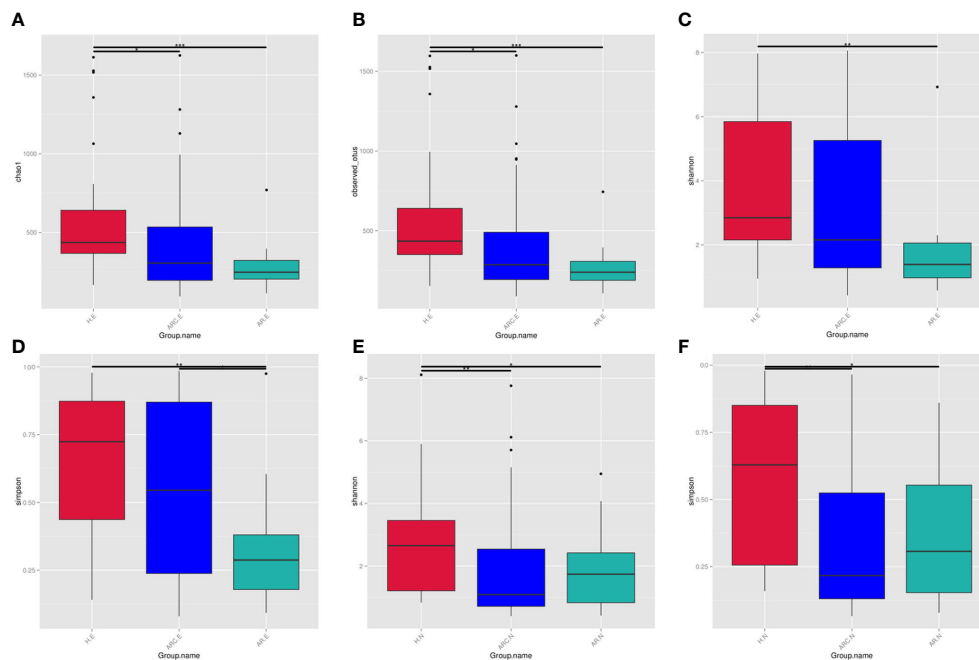 A
B
C
***
*
1500
1000
500
chao1
H.E
ARC.E
AR.E
Group.name
***
*
1500
1000
500
observed_otus
H.E
ARC.E
AR.E
Group.name
**
8
6
4
2
shannon
H.E
ARC.E
AR.E
Group.name
D
E
F
**
0.75
0.50
0.25
simpson
H.E
ARC.E
AR.E
Group.name
*
**
8
6
4
2
shannon
H.N
ARC.N
AR.N
Group.name
*
0.75
0.50
0.25
simpson
H.N
ARC.N
AR.N
Group.name